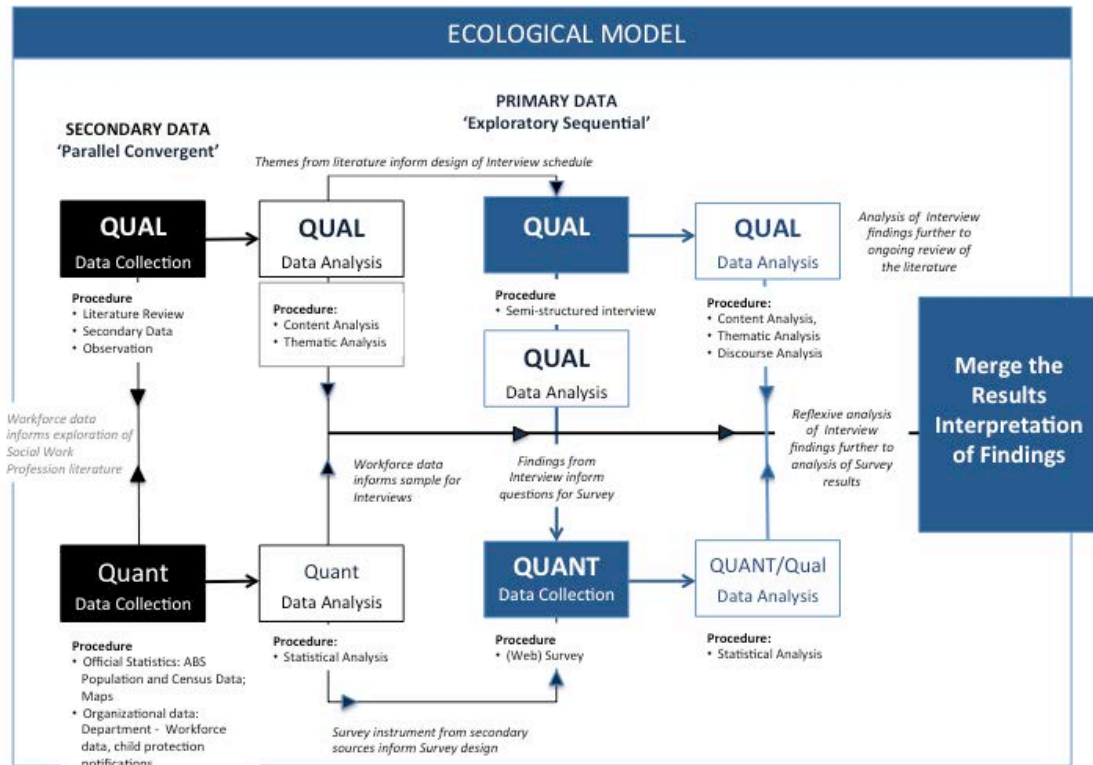 ECOLOGICAL MODEL
SECONDARY DATA
‘Parallel Convergent’
PRIMARY DATA
‘Exploratory Sequential’
Themes from literature inform design of Interview schedule
QUAL
Data Collection
QUAL
Data Analysis
QUAL
QUAL
Data Analysis
Analysis of Interview
findings further to
ongoing review of
the literature
Procedure
• Literature Review
• Secondary Data
• Observation
Procedure:
• Content Analysis
• Thematic Analysis
Procedure
• Semi-structured interview
QUAL
Data Analysis
Procedure:
• Content Analysis,
• Thematic Analysis
• Discourse Analysis
Merge the
Results
Interpretation
of Findings
Workforce data
informs exploration of
Social Work
Profession literature
Workforce data
informs sample for
Interviews
Findings from
Interview inform
questions for Survey
Reflexive analysis
of Interview
findings further to
analysis of Survey
results
Quant
Data Collection
Quant
Data Analysis
QUANT
Data Collection
QUANT/Qual
Data Analysis
Procedure
• Official Statistics: ABS
Population and Census Data;
Maps
• Organizational data:
Department - Workforce
data, child protection
notifications
Procedure:
• Statistical Analysis
Procedure
• (Web) Survey
Procedure:
• Statistical Analysis
Survey instrument from secondary
sources inform Survey design